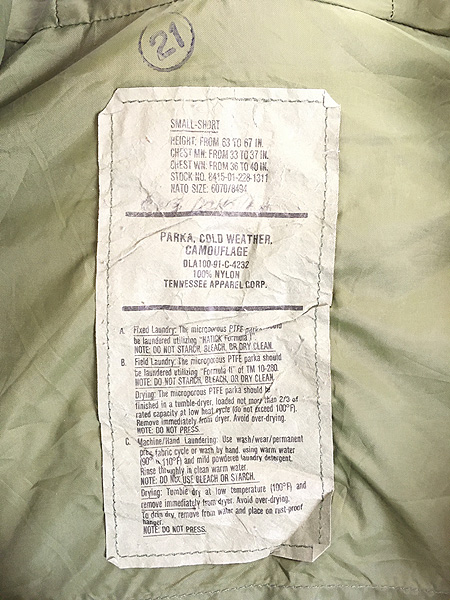 21
SMALL-SHORT
HEIGHT: FROM 63 TO 67 IN.
CHEST MN: FROM 33 TO 37 IN.
CHEST WN: FROM 36 TO 40 IN.
STOCK NO. 8415-01-228-1311
NATO SIZE: 6070/8494
PARKA, COLD WEATHER,
CAMOUFLAGE
DLA100-91-C-4232
100% NYLON
TENNESSEE APPAREL CORP.
A. Fixed Laundry: The microporous PTFE parka should
be laundered utilizing "NATICK Formula I"
NOTE: DO NOT STARCH, BLEACH, OR DRY CLEAN.
B. Field Laundry: The microporous PTFE parka should
be laundered utilizing "Formula II" of TM 10-280.
NOTE: DO NOT STARCH, BLEACH, OR DRY CLEAN.
Drying: The microporous PTFE parka should be
finished in a tumble-dryer, loaded not more than 2/3 of
rated capacity at low heat cycle (do not exceed 100°F).
Remove immediately from dryer. Avoid over-drying.
NOTE: DO NOT PRESS.
C. Machine/Hand Laundering: Use wash/wear/permanent
press fabric cycle or wash by hand, using warm water
(90° - 110°F) and mild powdered laundry detergent.
Rinse thoroughly in clean warm water.
NOTE: DO NOT USE BLEACH OR STARCH.
Drying: Tumble dry at low temperature (100°F) and
remove immediately from dryer. Avoid over-drying.
To drip dry, remove from water and place on rust-proof
hanger.
NOTE: DO NOT PRESS.